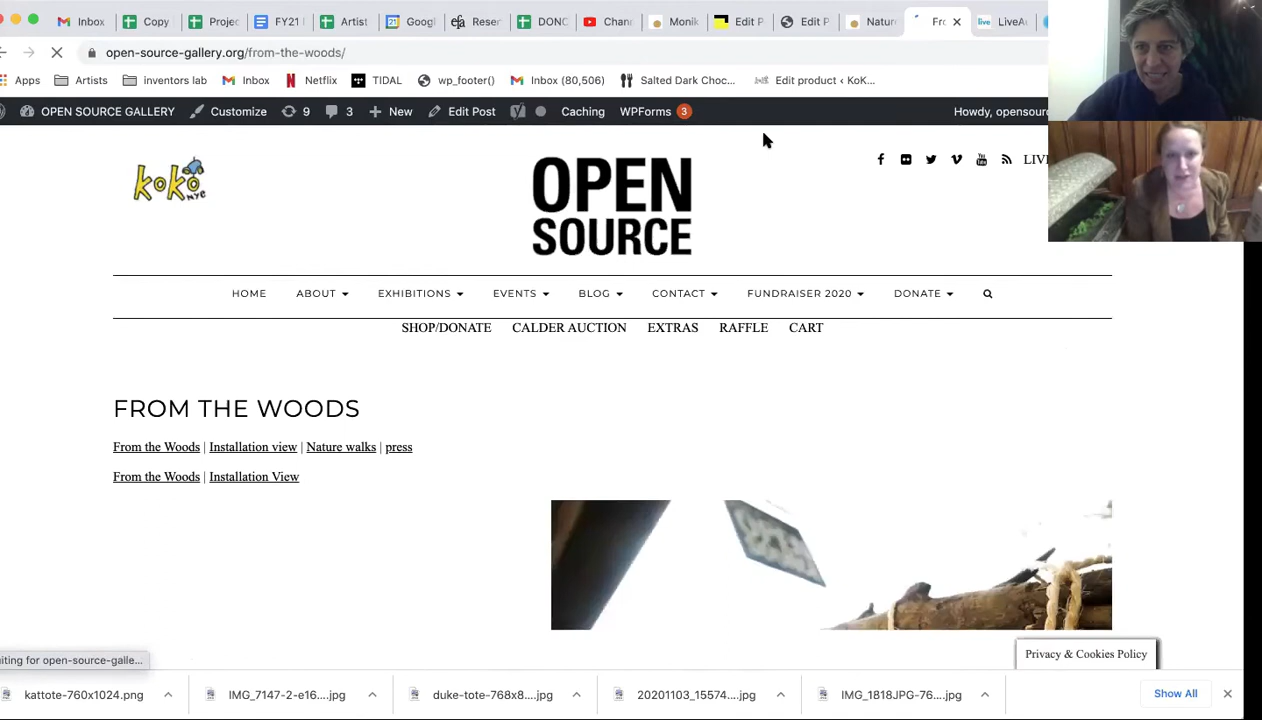 Inbox Copy Projec FY21 Artist Googl Reser DONC Chan Monik Edit P Edit P Natur Fr LiveA
open-source-gallery.org/from-the-woods/
Apps Artists inventors lab Inbox Netflix TIDAL wp_footer() Inbox (80,506) Salted Dark Choc... Edit product ‹ KoK...
OPEN SOURCE GALLERY Customize 9 3 New Edit Post Caching WPForms 3 Howdy, opensour
koko NYC
OPEN
SOURCE
LIVE
HOME ABOUT EXHIBITIONS EVENTS BLOG CONTACT FUNDRAISER 2020 DONATE
SHOP/DONATE CALDER AUCTION EXTRAS RAFFLE CART
FROM THE WOODS
From the Woods | Installation view | Nature walks | press
From the Woods | Installation View
Privacy & Cookies Policy
iting for open-source-galle...
kattote-760x1024.png IMG_7147-2-e16....jpg duke-tote-768x8....jpg 20201103_15574....jpg IMG_1818JPG-76....jpg Show All